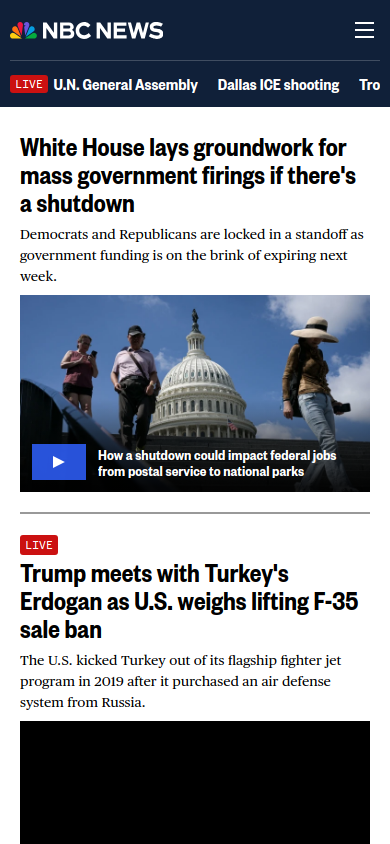 NBC NEWS
LIVE U.N. General Assembly Dallas ICE shooting Tro
White House lays groundwork for
mass government firings if there's
a shutdown
Democrats and Republicans are locked in a standoff as
government funding is on the brink of expiring next
week.
How a shutdown could impact federal jobs
from postal service to national parks
LIVE
Trump meets with Turkey's
Erdogan as U.S. weighs lifting F-35
sale ban
The U.S. kicked Turkey out of its flagship fighter jet
program in 2019 after it purchased an air defense
system from Russia.